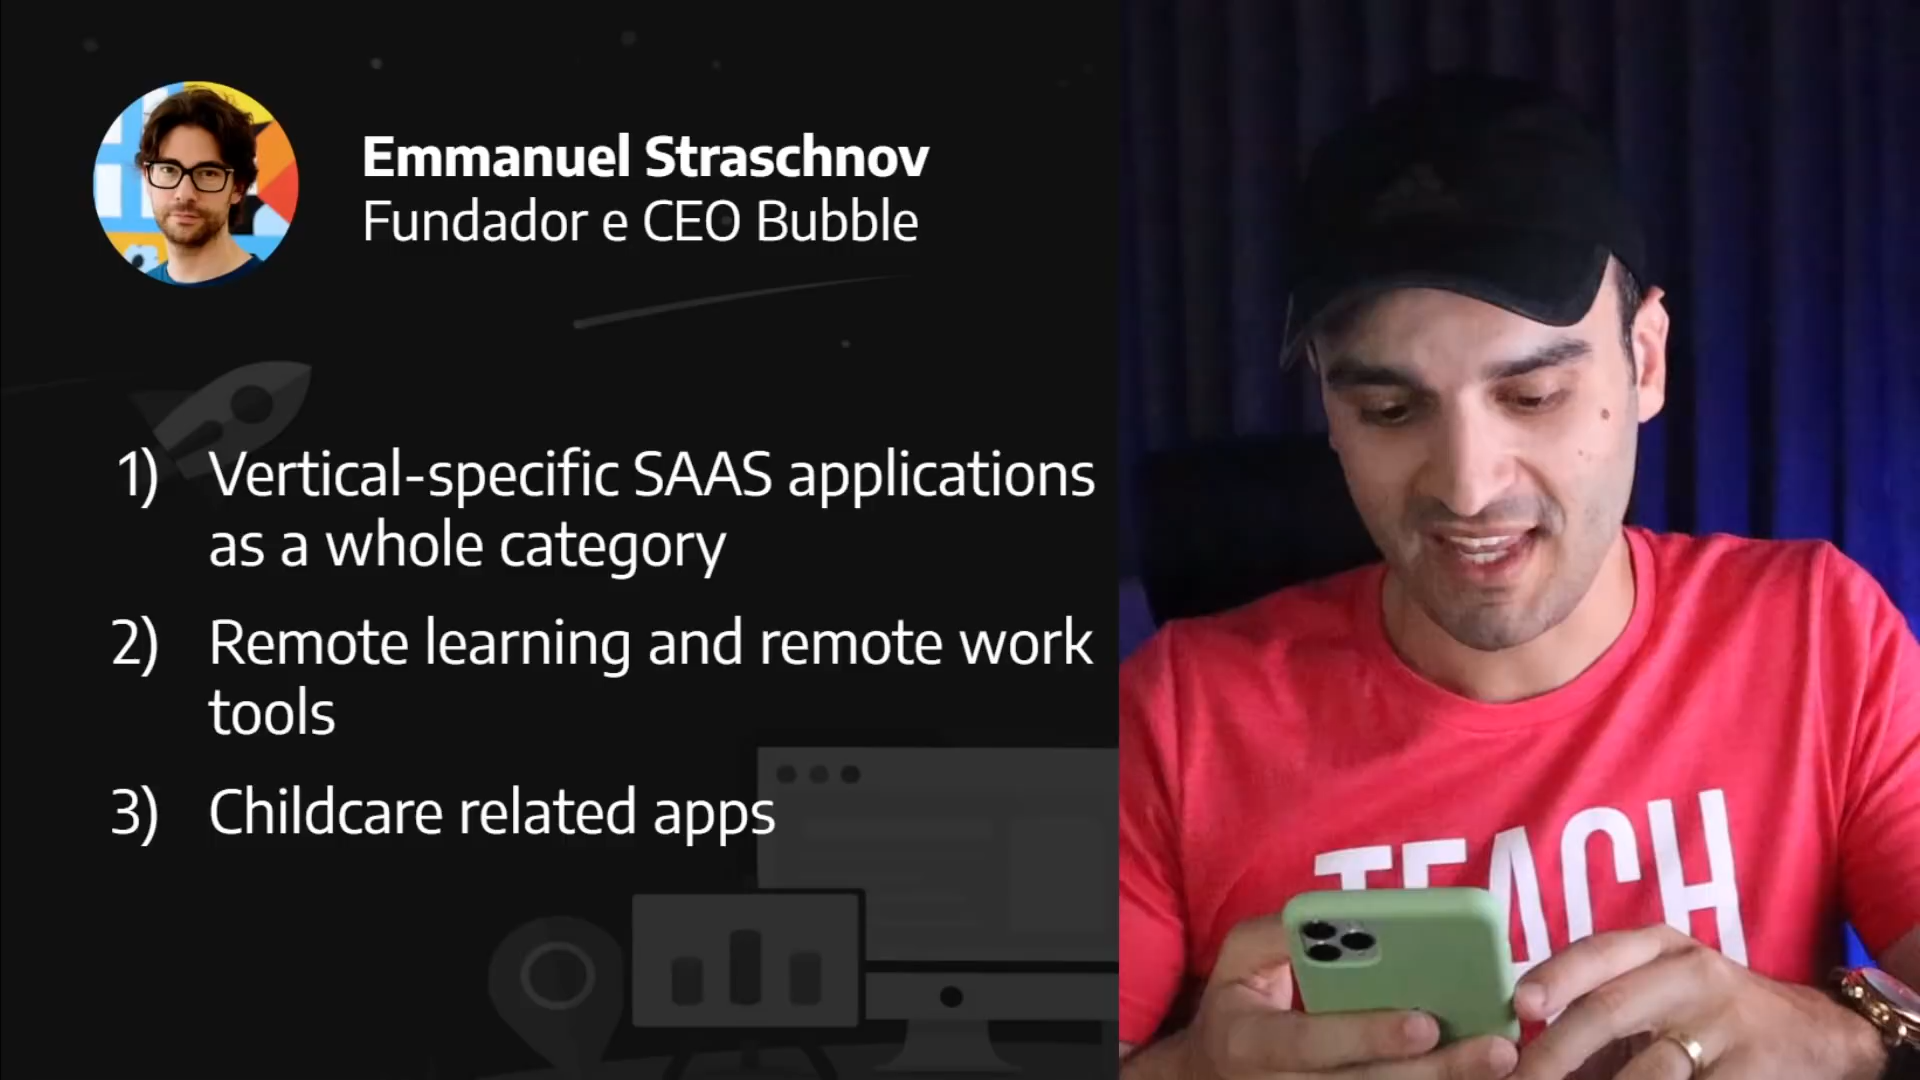 Emmanuel Straschnov
Fundador e CEO Bubble
1) Vertical-specific SAAS applications
as a whole category
2) Remote learning and remote work
tools
3) Childcare related apps
TEACH